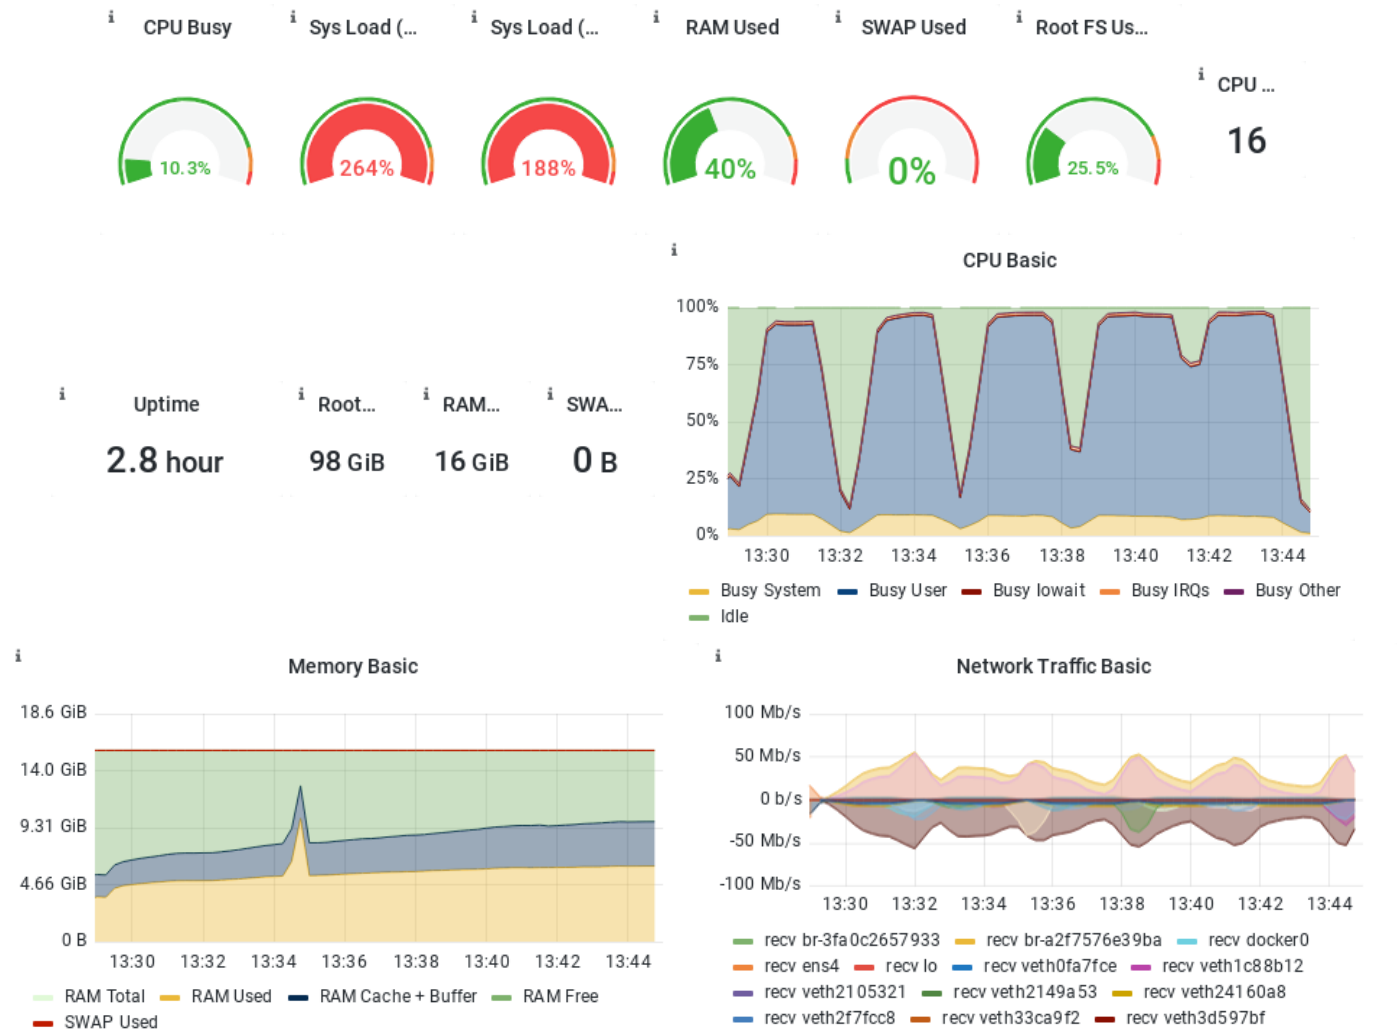 CPU Busy
Sys Load (...
Sys Load (...
RAM Used
SWAP Used
Root FS Us...
CPU ...
10.3%
264%
188%
40%
0%
25.5%
16
Uptime
2.8 hour
Root...
98 GiB
RAM...
16 GiB
SWA...
0 B
CPU Basic
100%
75%
50%
25%
0%
13:30 13:32 13:34 13:36 13:38 13:40 13:42 13:44
Busy System Busy User Busy Iowait Busy IRQs Busy Other
Idle
Memory Basic
18.6 GiB
14.0 GiB
9.31 GiB
4.66 GiB
0 B
13:30 13:32 13:34 13:36 13:38 13:40 13:42 13:44
RAM Total RAM Used RAM Cache + Buffer RAM Free
SWAP Used
Network Traffic Basic
100 Mb/s
50 Mb/s
0 b/s
-50 Mb/s
-100 Mb/s
13:30 13:32 13:34 13:36 13:38 13:40 13:42 13:44
recv br-3fa0c2657933 recv br-a2f7576e39ba recv docker0
recv ens4 recv lo recv veth0fa7fce recv veth1c88b12
recv veth2105321 recv veth2149a53 recv veth24160a8
recv veth2f7fcc8 recv veth33ca9f2 recv veth3d597bf